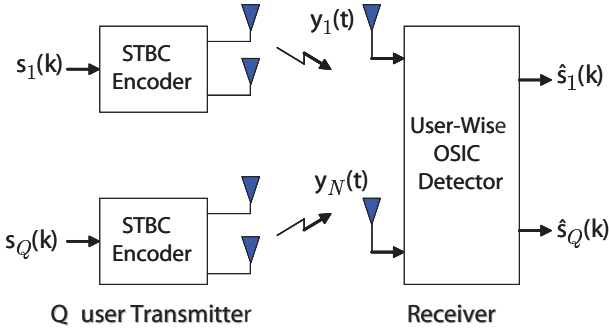 s₁(k)
STBC
Encoder
y₁(t)
User-Wise
OSIC
Detector
ŝ₁(k)
s_Q(k)
STBC
Encoder
y_N(t)
ŝ_Q(k)
Q user Transmitter
Receiver